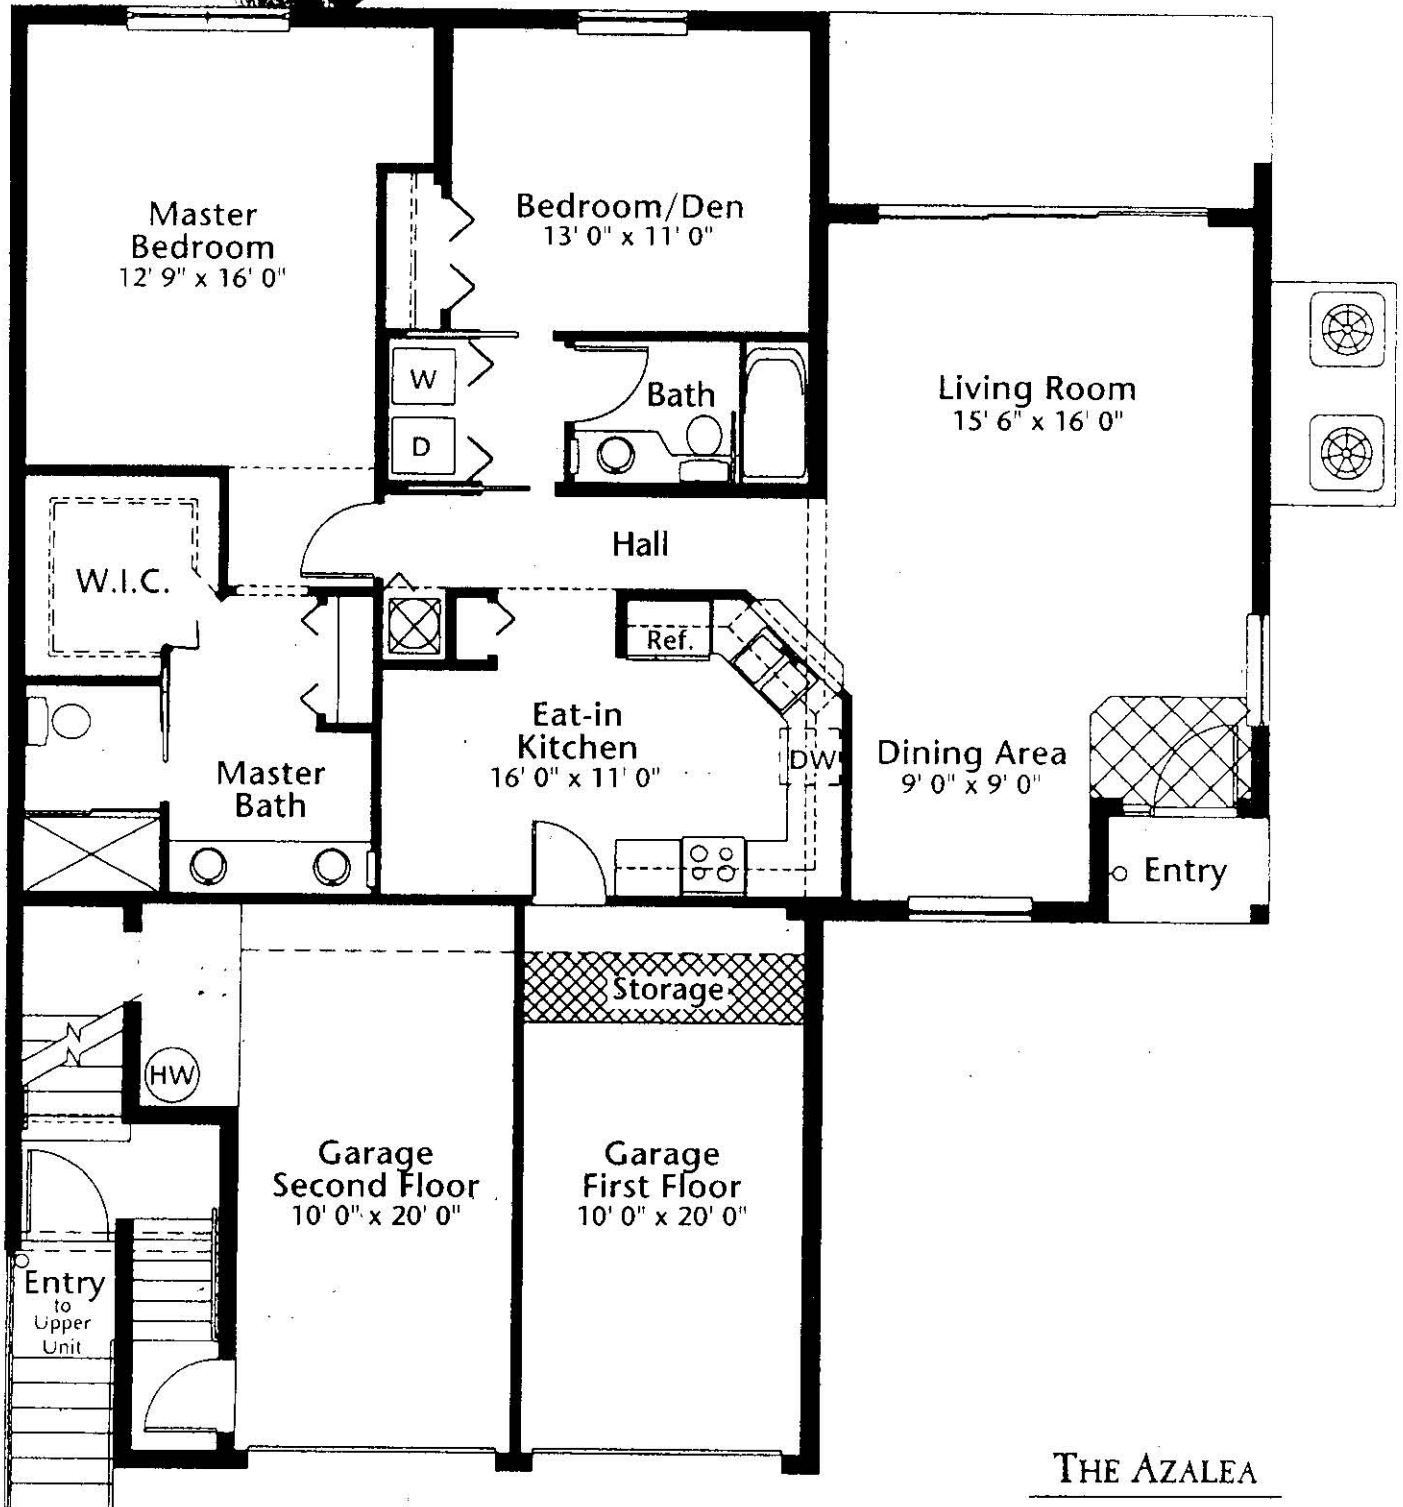 Master
Bedroom
12' 9" x 16' 0"
Bedroom/Den
13' 0" x 11' 0"
W
D
Bath
Living Room
15' 6" x 16' 0"
Hall
W.I.C.
Ref.
Eat-in
Kitchen
16' 0" x 11' 0"
DW
Dining Area
9' 0" x 9' 0"
Master
Bath
Entry
Storage
HW
Garage
Second Floor
10' 0" x 20' 0"
Garage
First Floor
10' 0" x 20' 0"
Entry
to
Upper
Unit
THE AZALEA